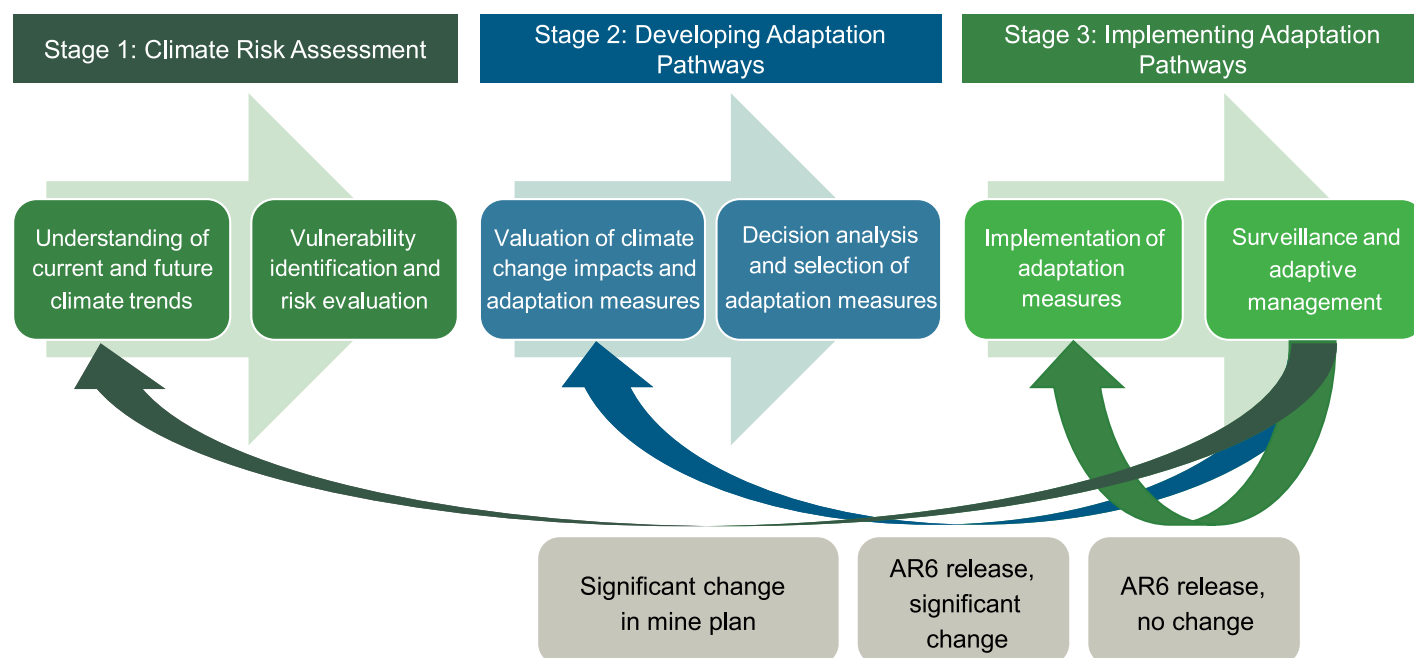 Stage 1: Climate Risk Assessment
Stage 2: Developing Adaptation
Pathways
Stage 3: Implementing Adaptation
Pathways
Understanding of
current and future
climate trends
Vulnerability
identification and
risk evaluation
Valuation of climate
change impacts and
adaptation measures
Decision analysis
and selection of
adaptation measures
Implementation of
adaptation
measures
Surveillance and
adaptive
management
Significant change
in mine plan
AR6 release,
significant
change
AR6 release,
no change